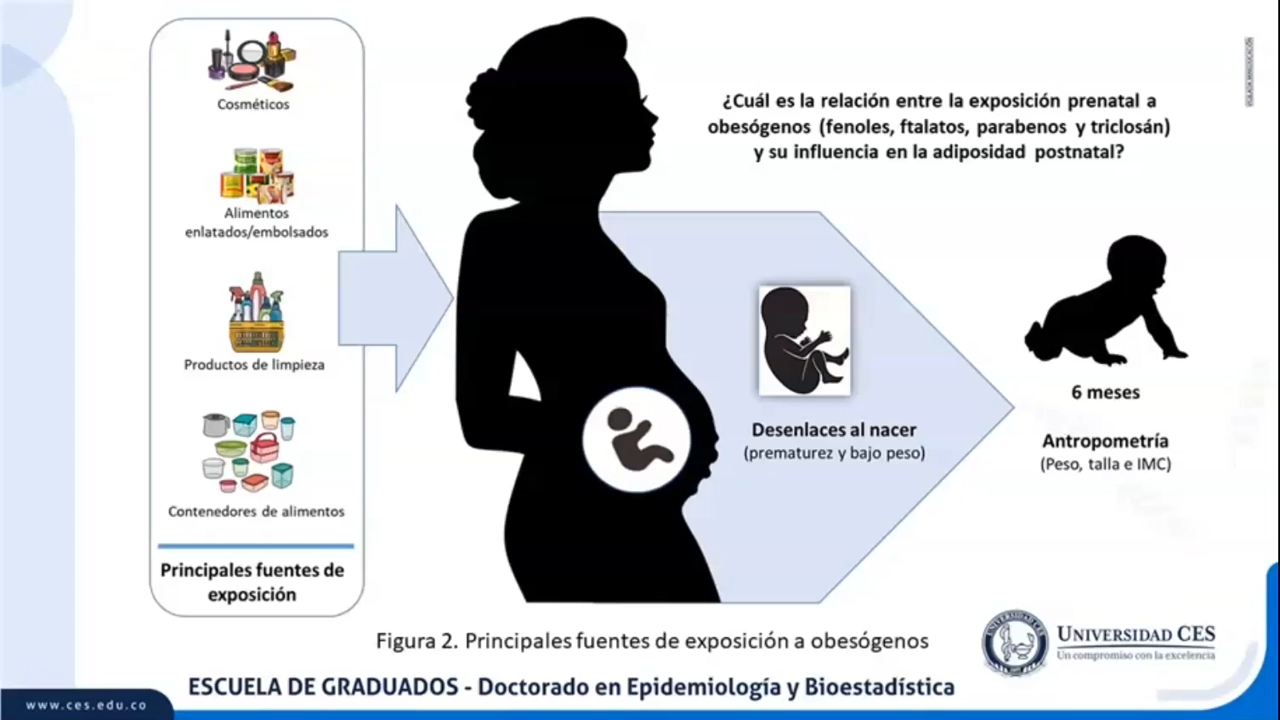 Cosméticos
Alimentos
enlatados/embolsados
Productos de limpieza
Contenedores de alimentos
Principales fuentes de
exposición
¿Cuál es la relación entre la exposición prenatal a
obesógenos (fenoles, ftalatos, parabenos y triclosán)
y su influencia en la adiposidad postnatal?
Desenlaces al nacer
(prematurez y bajo peso)
6 meses
Antropometría
(Peso, talla e IMC)
Figura 2. Principales fuentes de exposición a obesógenos
UNIVERSIDAD CES
Un compromiso con la excelencia
ESCUELA DE GRADUADOS - Doctorado en Epidemiología y Bioestadística
www.ces.edu.co